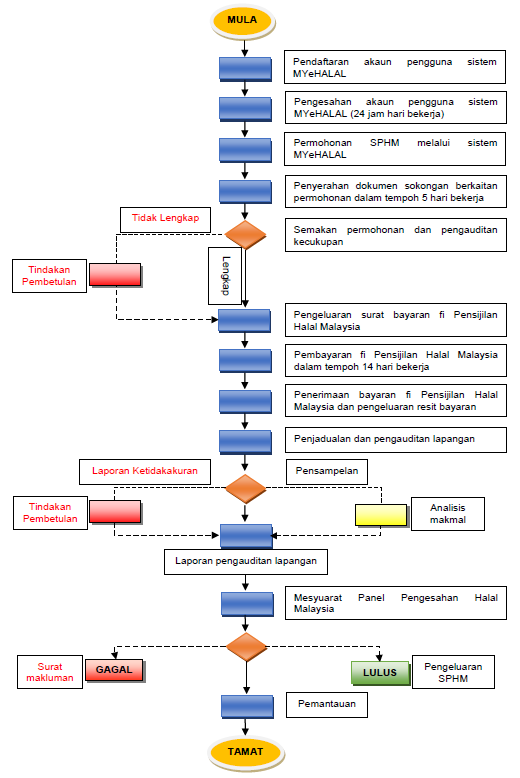 MULA
Pendaftaran akaun pengguna sistem
MYeHALAL
Pengesahan akaun pengguna sistem
MYeHALAL (24 jam hari bekerja)
Permohonan SPHM melalui sistem
MYeHALAL
Penyerahan dokumen sokongan berkaitan
permohonan dalam tempoh 5 hari bekerja
Tidak Lengkap
Semakan permohonan dan pengauditan
kecukupan
Lengkap
Tindakan
Pembetulan
Pengeluaran surat bayaran fi Pensijilan
Halal Malaysia
Pembayaran fi Pensijilan Halal Malaysia
dalam tempoh 14 hari bekerja
Penerimaan bayaran fi Pensijilan Halal
Malaysia dan pengeluaran resit bayaran
Penjadualan dan pengauditan lapangan
Laporan Ketidakakuran
Pensampelan
Tindakan
Pembetulan
Analisis
makmal
Laporan pengauditan lapangan
Mesyuarat Panel Pengesahan Halal
Malaysia
Surat
makluman
GAGAL
LULUS
Pengeluaran
SPHM
Pemantauan
TAMAT